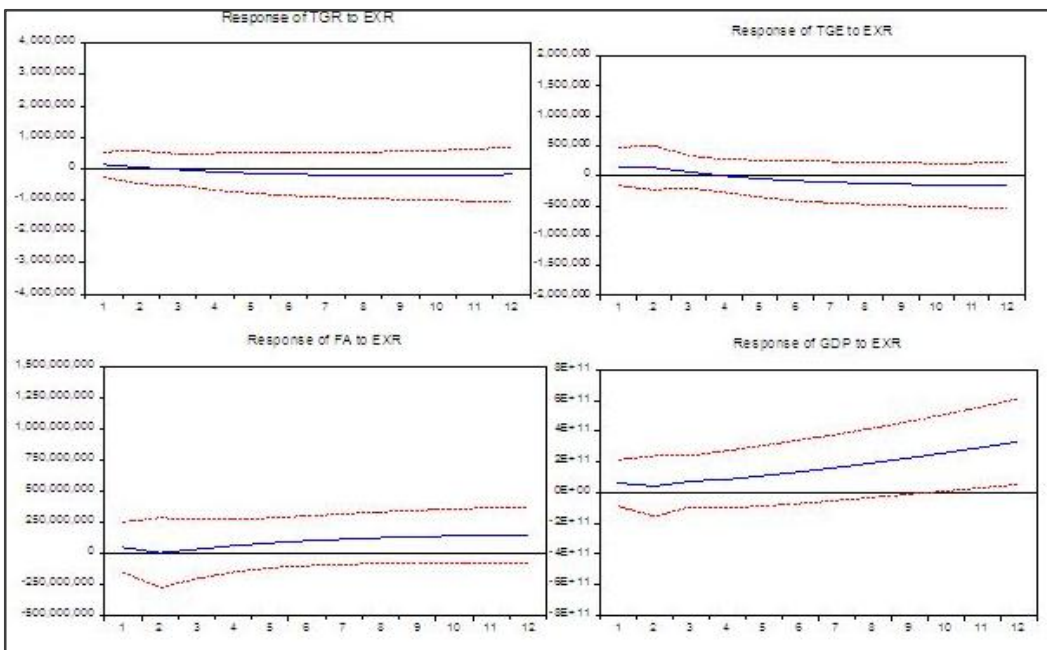 Response of TGR to EXR
4,000,000
3,000,000
2,000,000
1,000,000
0
-1,000,000
-2,000,000
-3,000,000
-4,000,000
1 2 3 4 5 6 7 8 9 10 11 12
Response of TGE to EXR
2,000,000
1,500,000
1,000,000
500,000
0
-500,000
-1,000,000
-1,500,000
-2,000,000
1 2 3 4 5 6 7 8 9 10 11 12
Response of FA to EXR
1,500,000,000
1,250,000,000
1,000,000,000
750,000,000
500,000,000
250,000,000
0
-250,000,000
-500,000,000
1 2 3 4 5 6 7 8 9 10 11 12
Response of GDP to EXR
8E+11
6E+11
4E+11
2E+11
0E+00
-2E+11
-4E+11
-6E+11
-8E+11
1 2 3 4 5 6 7 8 9 10 11 12